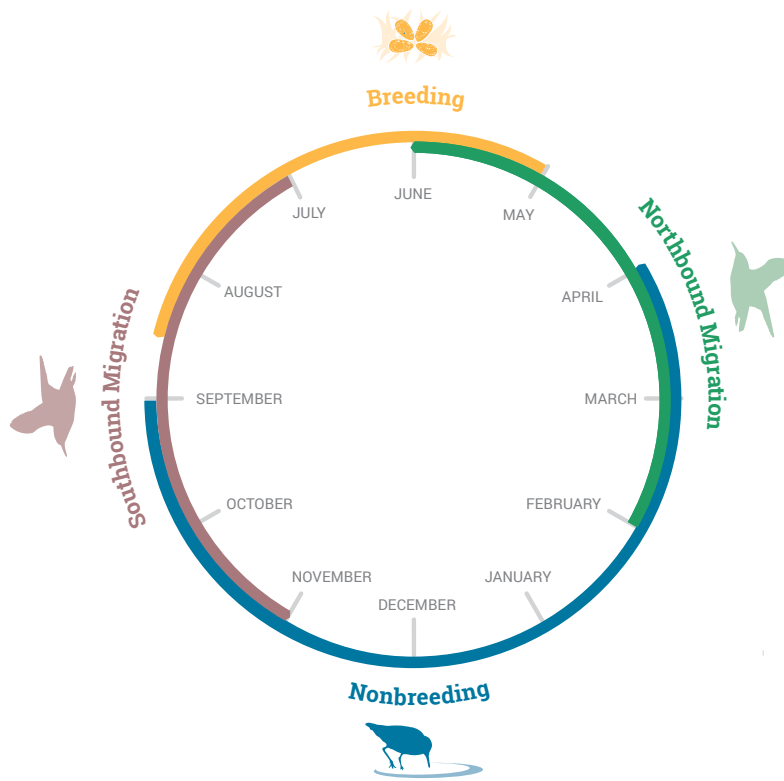 Breeding
JUNE
JULY
MAY
Northbound Migration
AUGUST
APRIL
Southbound Migration
SEPTEMBER
MARCH
OCTOBER
FEBRUARY
NOVEMBER
JANUARY
DECEMBER
Nonbreeding